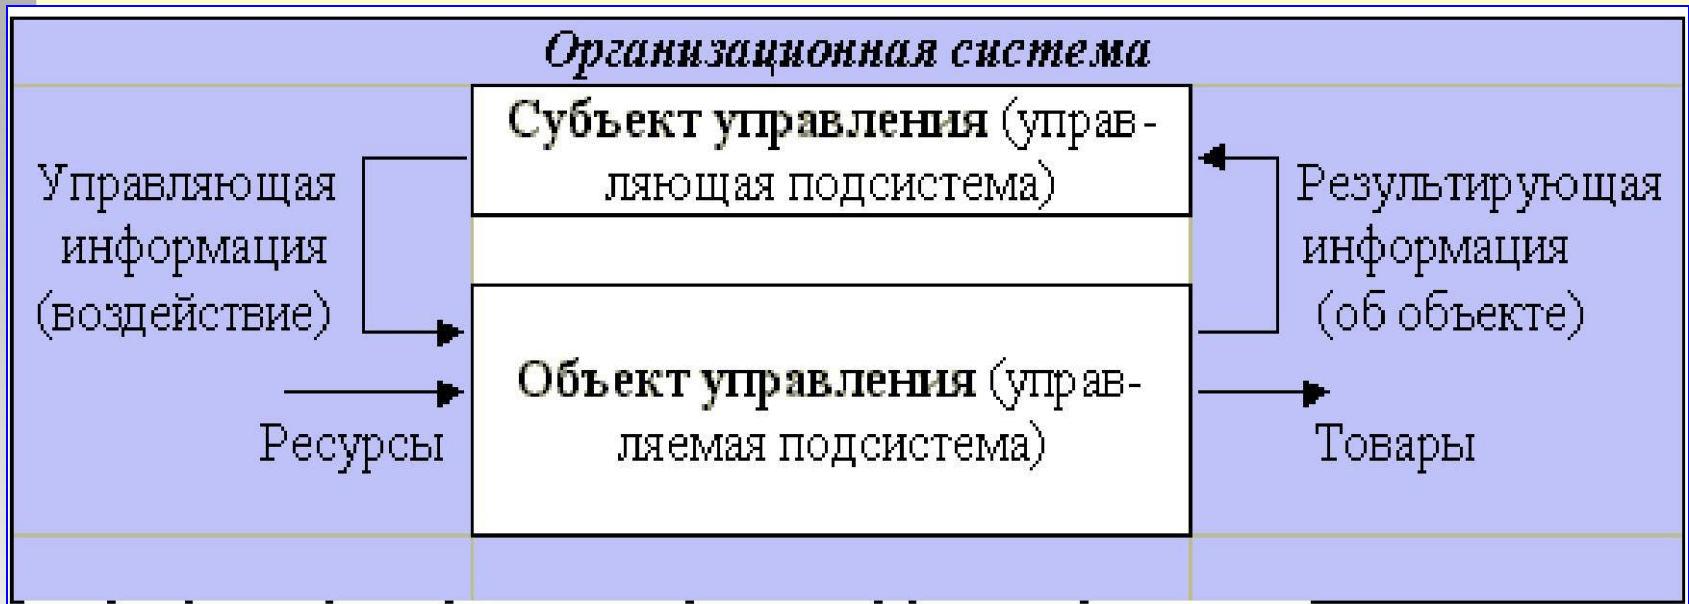 Организационная система
Субъект управления (управ-
ляющая подсистема)
Управляющая
информация
(воздействие)
Результирующая
информация
(об объекте)
Объект управления (управ-
ляемая подсистема)
Ресурсы
Товары